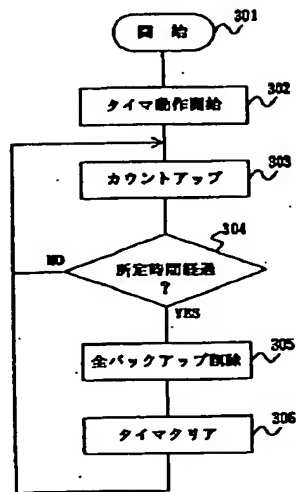 開始
301
タイマ動作開始
302
カウントアップ
303
所定時間経過
?
304
NO
YES
全バックアップ削除
305
タイマクリア
306